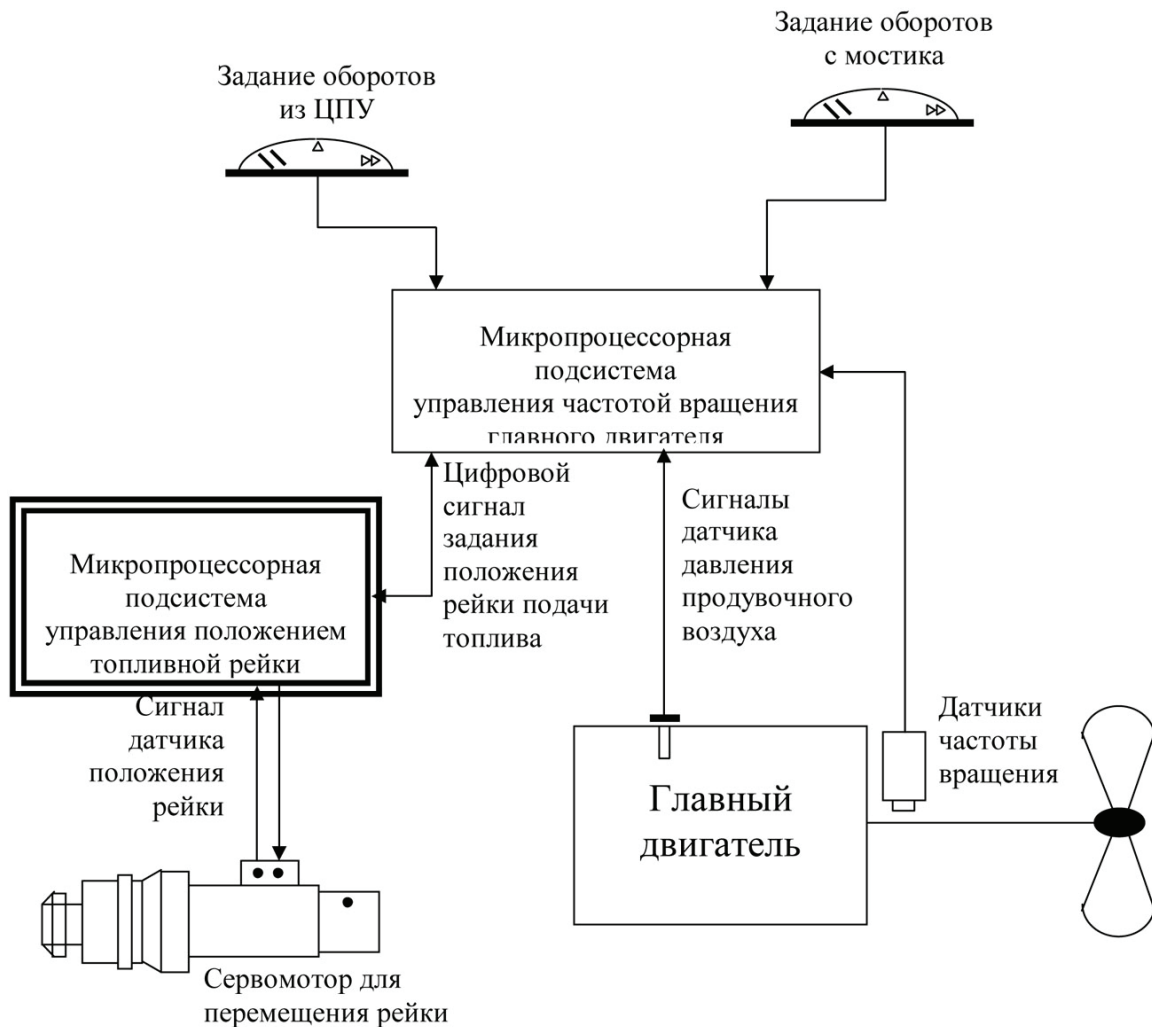 Задание оборотов
с мостика
Задание оборотов
из ЦПУ
Микропроцессорная
подсистема
управления частотой вращения
главного двигателя
Цифровой
сигнал
задания
положения
рейки подачи
топлива
Сигналы
датчика
давления
продувочного
воздуха
Микропроцессорная
подсистема
управления положением
топливной рейки
Сигнал
датчика
положения
рейки
Датчики
частоты
вращения
Главный
двигатель
Сервомотор для
перемещения рейки